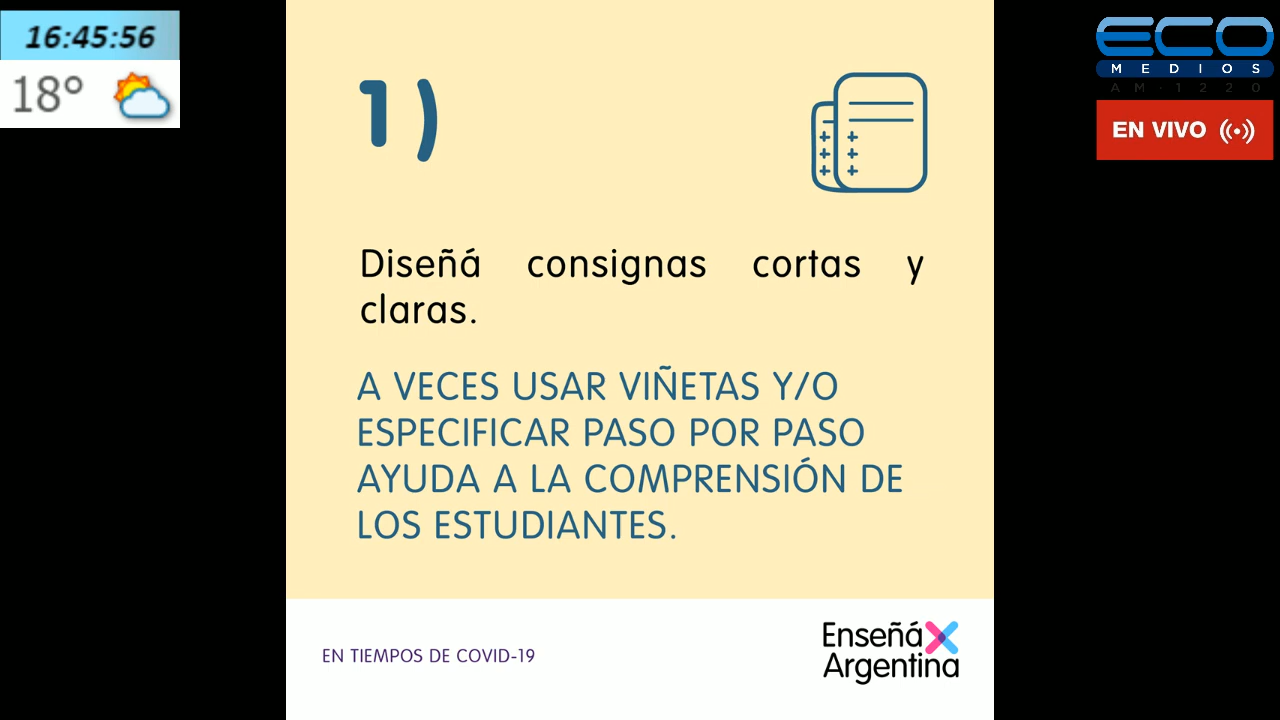 16:45:56
18°
ECO
MEDIOS
AM·1220
EN VIVO
1)
Diseñá consignas cortas y
claras.
A VECES USAR VIÑETAS Y/O
ESPECIFICAR PASO POR PASO
AYUDA A LA COMPRENSIÓN DE
LOS ESTUDIANTES.
EN TIEMPOS DE COVID-19
Enseñá
Argentina